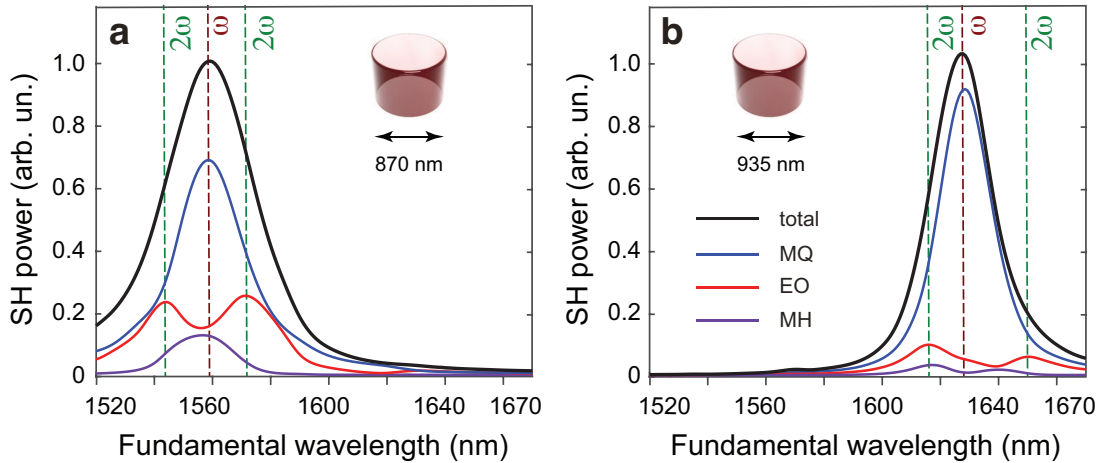 a
2ω
ω
2ω
SH power (arb. un.)
1.0
0.8
0.6
0.4
0.2
0
870 nm
1520
1560
1600
1640
1670
Fundamental wavelength (nm)
b
2ω
ω
2ω
SH power (arb. un.)
1.0
0.8
0.6
0.4
0.2
0
935 nm
total
MQ
EO
MH
1520
1560
1600
1640
1670
Fundamental wavelength (nm)